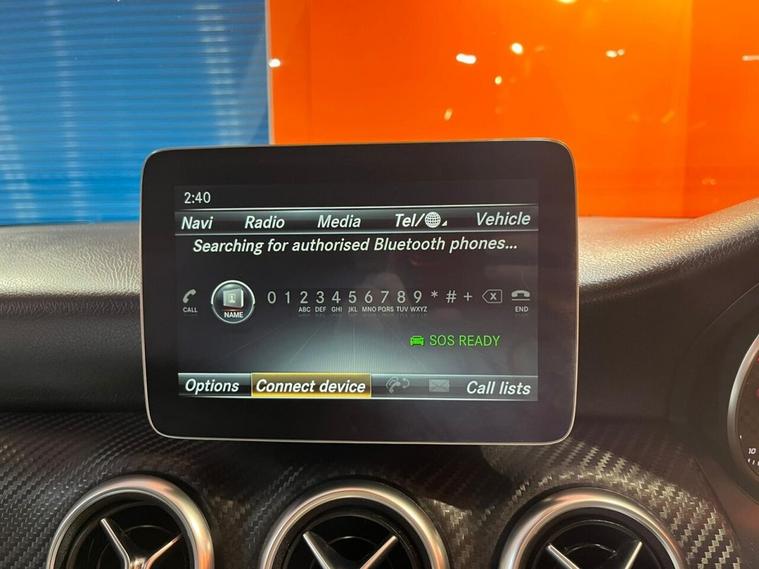 2:40
Navi Radio Media Tel/ Vehicle
Searching for authorised Bluetooth phones...
0 1 2 3 4 5 6 7 8 9 * # +
CALL NAME ABC DEF GHI JKL MNO PQRS TUV WXYZ END
SOS READY
Options Connect device Call lists
10